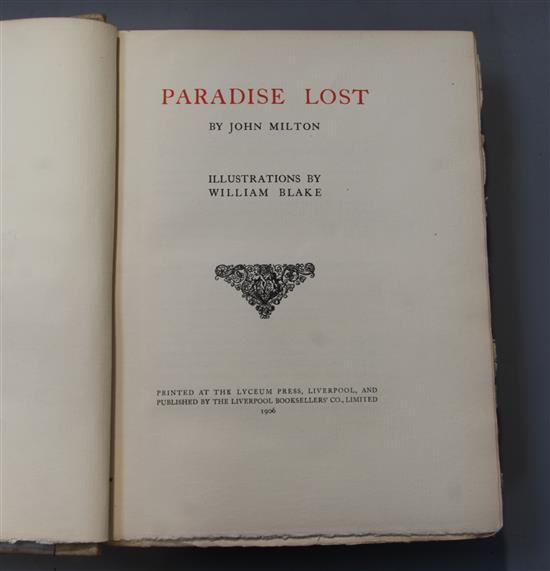 PARADISE LOST
BY JOHN MILTON
ILLUSTRATIONS BY
WILLIAM BLAKE
PRINTED AT THE LYCEUM PRESS, LIVERPOOL, AND
PUBLISHED BY THE LIVERPOOL BOOKSELLERS' CO., LIMITED
1906